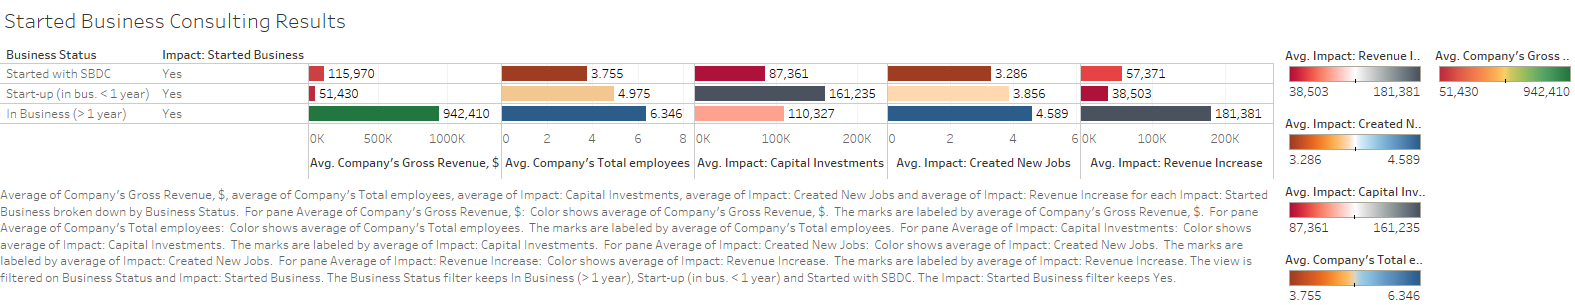 Started Business Consulting Results
Business Status Impact: Started Business
Started with SBDC Yes 115,970 3.755 87,361 3.286 57,371
Start-up (in bus. < 1 year) Yes 51,430 4.975 161,235 3.856 38,503
In Business (> 1 year) Yes 942,410 6.346 110,327 4.589 181,381
0K 500K 1000K 0 2 4 6 8 0K 100K 200K 0 2 4 6 0K 100K 200K
Avg. Company's Gross Revenue, $ Avg. Company's Total employees Avg. Impact: Capital Investments Avg. Impact: Created New Jobs Avg. Impact: Revenue Increase
Average of Company's Gross Revenue, $, average of Company's Total employees, average of Impact: Capital Investments, average of Impact: Created New Jobs and average of Impact: Revenue Increase for each Impact: Started
Business broken down by Business Status. For pane Average of Company's Gross Revenue, $: Color shows average of Company's Gross Revenue, $. The marks are labeled by average of Company's Gross Revenue, $. For pane
Average of Company's Total employees: Color shows average of Company's Total employees. The marks are labeled by average of Company's Total employees. For pane Average of Impact: Capital Investments: Color shows
average of Impact: Capital Investments. The marks are labeled by average of Impact: Capital Investments. For pane Average of Impact: Created New Jobs: Color shows average of Impact: Created New Jobs. The marks are
labeled by average of Impact: Created New Jobs. For pane Average of Impact: Revenue Increase: Color shows average of Impact: Revenue Increase. The marks are labeled by average of Impact: Revenue Increase. The view is
filtered on Business Status and Impact: Started Business. The Business Status filter keeps In Business (> 1 year), Start-up (in bus. < 1 year) and Started with SBDC. The Impact: Started Business filter keeps Yes.
Avg. Impact: Revenue I.. Avg. Company's Gross ..
38,503 181,381 51,430 942,410
Avg. Impact: Created N..
3.286 4.589
Avg. Impact: Capital Inv..
87,361 161,235
Avg. Company's Total e..
3.755 6.346